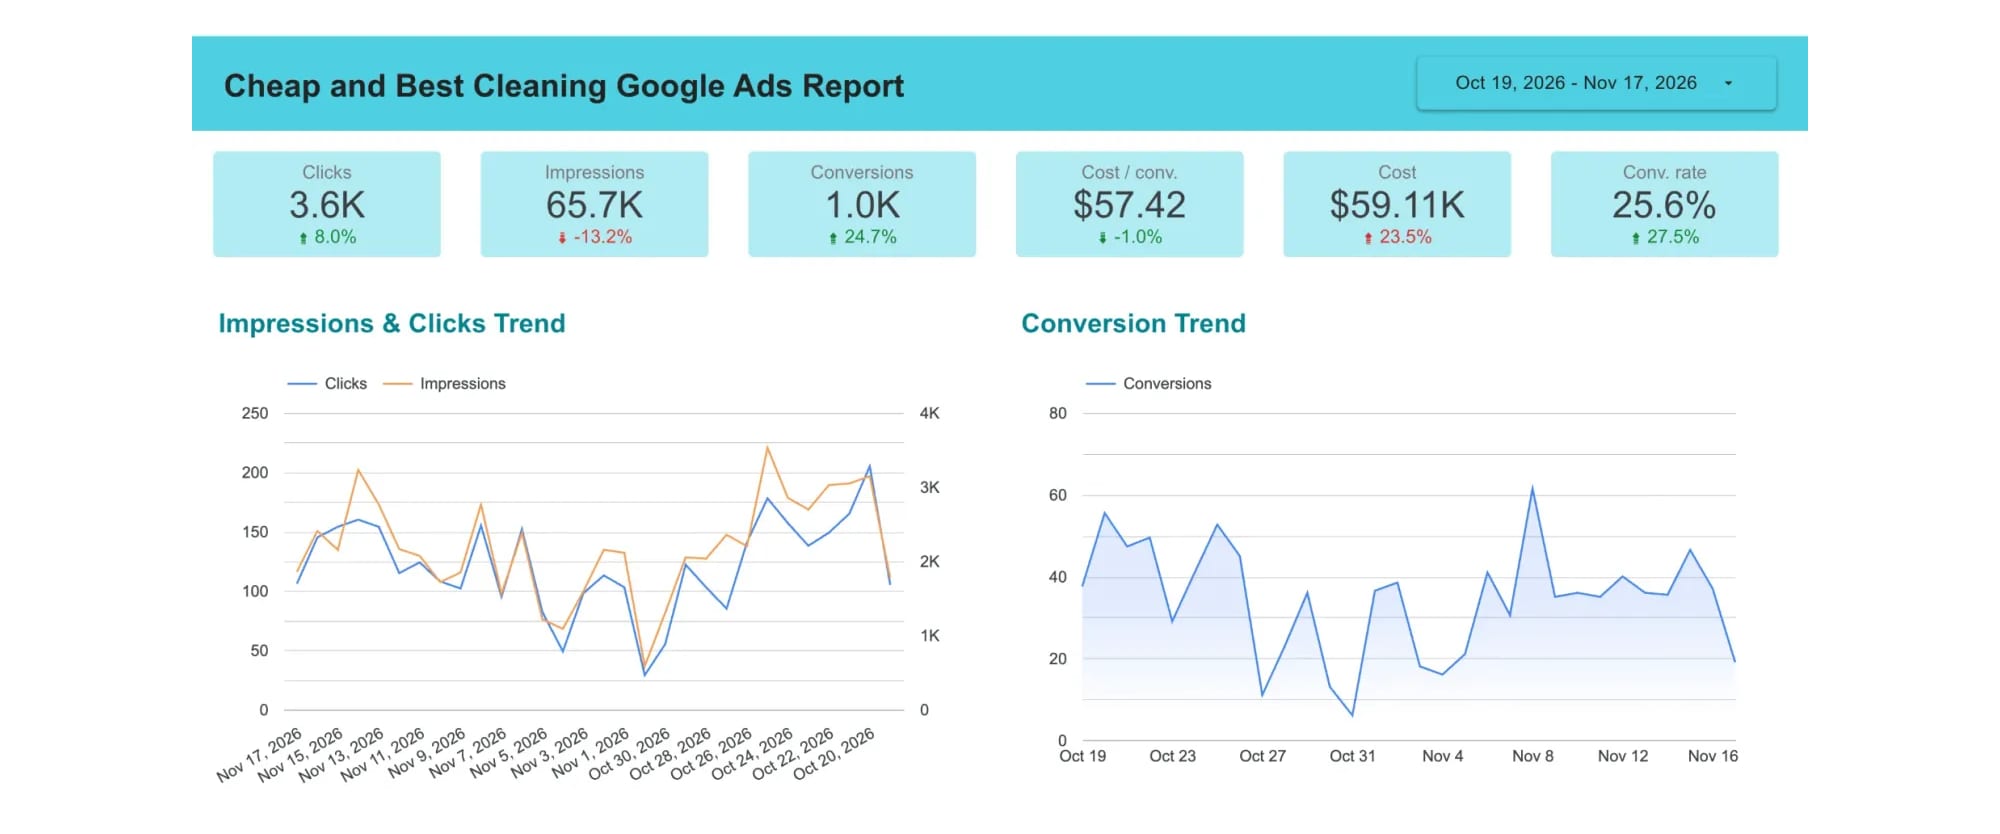 Cheap and Best Cleaning Google Ads Report
Oct 19, 2026 - Nov 17, 2026
Clicks
3.6K
8.0%
Impressions
65.7K
-13.2%
Conversions
1.0K
24.7%
Cost / conv.
$57.42
-1.0%
Cost
$59.11K
23.5%
Conv. rate
25.6%
27.5%
Impressions & Clicks Trend
Clicks
Impressions
250
200
150
100
50
0
4K
3K
2K
1K
0
Nov 17, 2026
Nov 15, 2026
Nov 13, 2026
Nov 11, 2026
Nov 9, 2026
Nov 7, 2026
Nov 5, 2026
Nov 3, 2026
Nov 1, 2026
Oct 30, 2026
Oct 28, 2026
Oct 26, 2026
Oct 24, 2026
Oct 22, 2026
Oct 20, 2026
Conversion Trend
Conversions
80
60
40
20
0
Oct 19
Oct 23
Oct 27
Oct 31
Nov 4
Nov 8
Nov 12
Nov 16